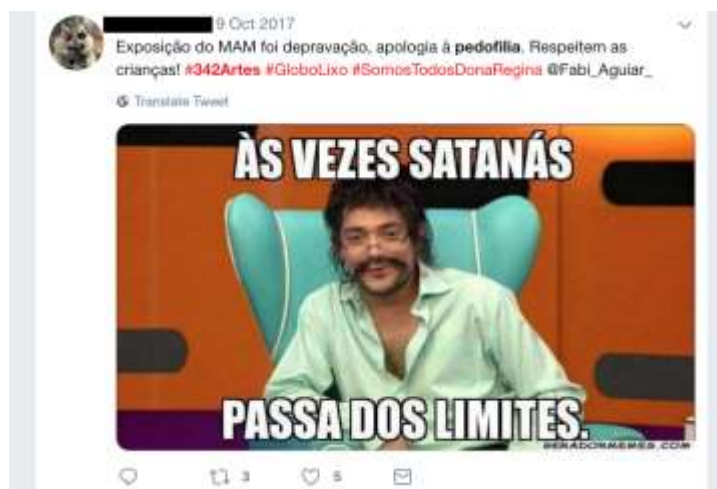 9 Oct 2017
Exposição do MAM foi depravação, apologia à pedofilia. Respeitem as
crianças! #342Artes #GloboLixo #SomosTodosDonaRegina @Fabi_Aguiar_
Translate Tweet
ÀS VEZES SATANÁS
PASSA DOS LIMITES.
GERADORMEMES.COM
3 5